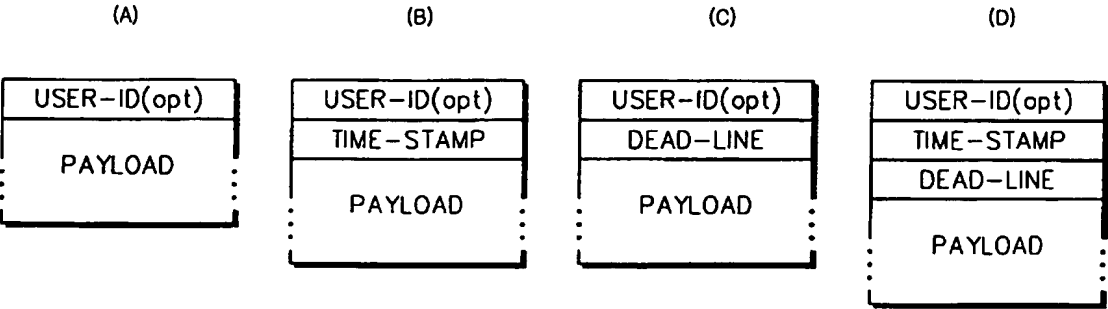 (A)
USER-ID(opt)
PAYLOAD
(B)
USER-ID(opt)
TIME-STAMP
PAYLOAD
(C)
USER-ID(opt)
DEAD-LINE
PAYLOAD
(D)
USER-ID(opt)
TIME-STAMP
DEAD-LINE
PAYLOAD